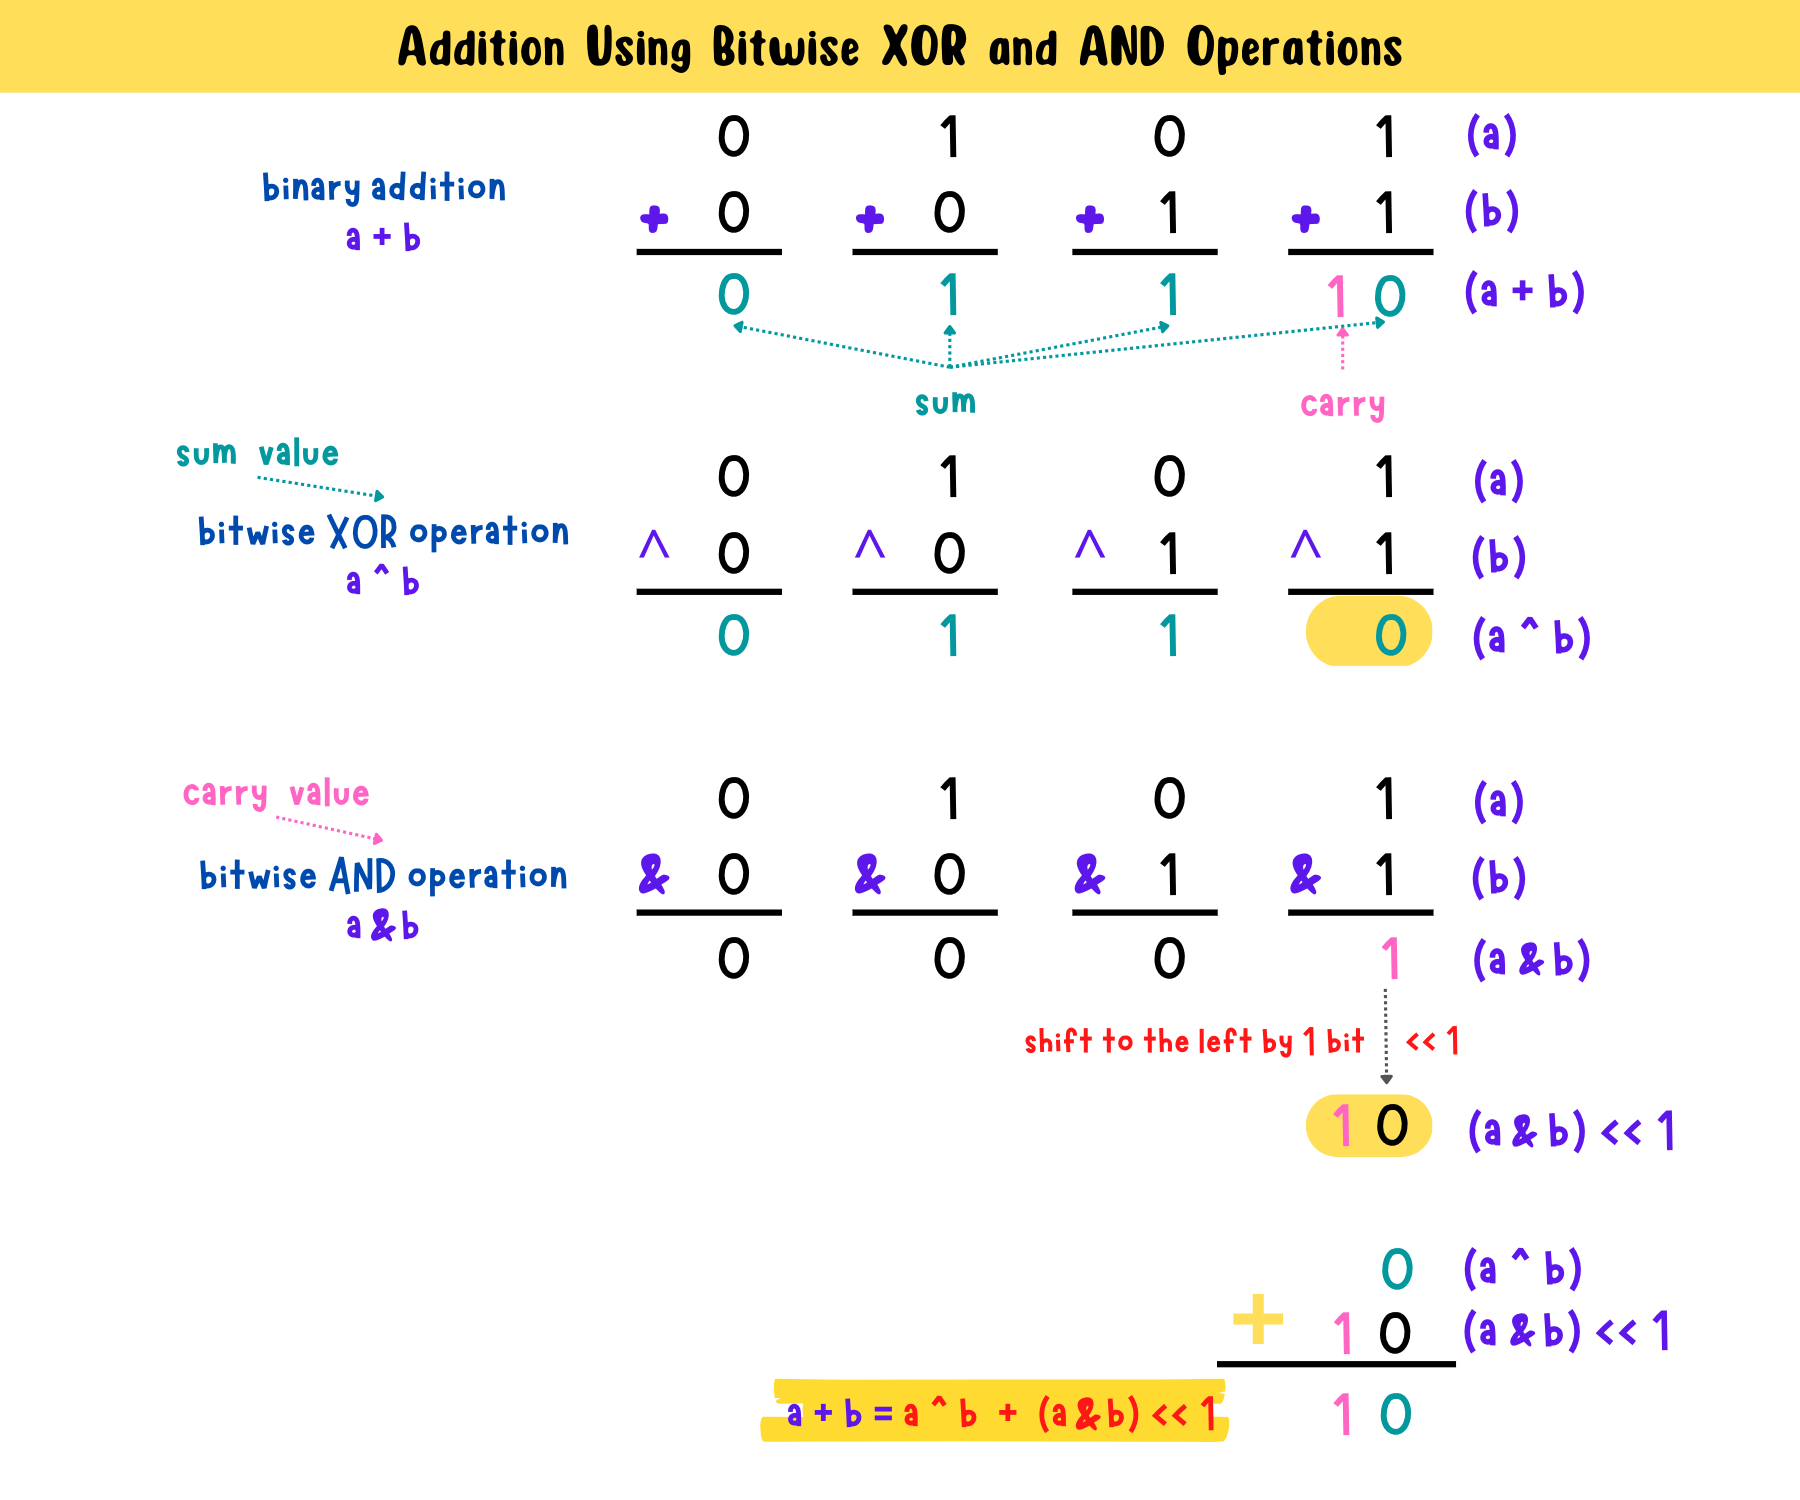 Addition Using Bitwise XOR and AND Operations
0 1 0 1 (a)
binary addition
a + b
+ 0 + 0 + 1 + 1 (b)
0 1 1 1 0 (a + b)
sum carry
sum value
0 1 0 1 (a)
bitwise XOR operation
a ^ b
^ 0 ^ 0 ^ 1 ^ 1 (b)
0 1 1 0 (a ^ b)
carry value
0 1 0 1 (a)
bitwise AND operation
a & b
& 0 & 0 & 1 & 1 (b)
0 0 0 1 (a & b)
shift to the left by 1 bit << 1
1 0 (a & b) << 1
0 (a ^ b)
+ 1 0 (a & b) << 1
a + b = a ^ b + (a & b) << 1 1 0